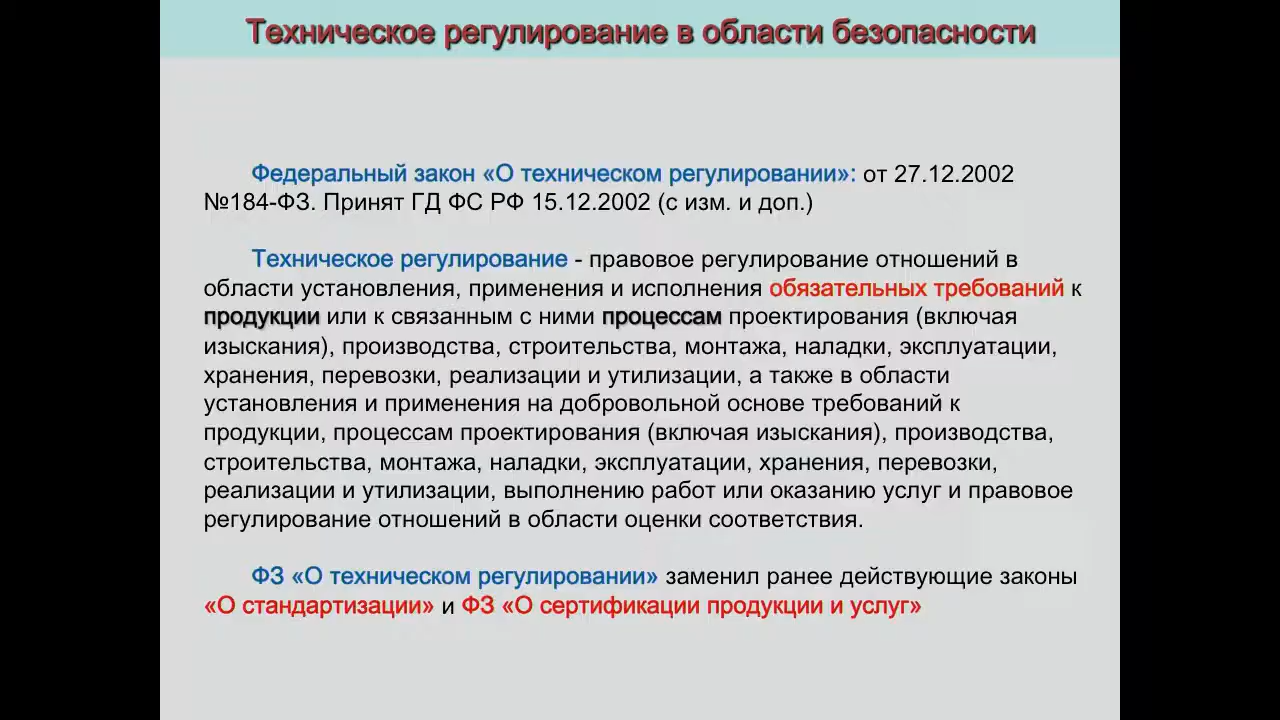 Техническое регулирование в области безопасности
Федеральный закон «О техническом регулировании»: от 27.12.2002
№184-ФЗ. Принят ГД ФС РФ 15.12.2002 (с изм. и доп.)
Техническое регулирование - правовое регулирование отношений в
области установления, применения и исполнения обязательных требований к
продукции или к связанным с ними процессам проектирования (включая
изыскания), производства, строительства, монтажа, наладки, эксплуатации,
хранения, перевозки, реализации и утилизации, а также в области
установления и применения на добровольной основе требований к
продукции, процессам проектирования (включая изыскания), производства,
строительства, монтажа, наладки, эксплуатации, хранения, перевозки,
реализации и утилизации, выполнению работ или оказанию услуг и правовое
регулирование отношений в области оценки соответствия.
ФЗ «О техническом регулировании» заменил ранее действующие законы
«О стандартизации» и ФЗ «О сертификации продукции и услуг»